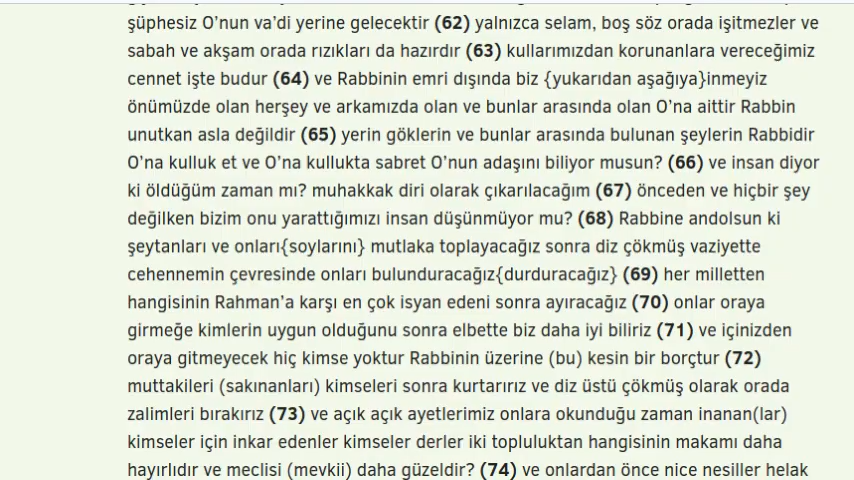 şüphesiz O’nun va’di yerine gelecektir (62) yalnızca selam, boş söz orada işitmezler ve
sabah ve akşam orada rızıkları da hazırdır (63) kullarımızdan korunanlara vereceğimiz
cennet işte budur (64) ve Rabbinin emri dışında biz {yukarıdan aşağıya}inmeyiz
önümüzde olan herşey ve arkamızda olan ve bunlar arasında olan O’na aittir Rabbin
unutkan asla değildir (65) yerin göklerin ve bunlar arasında bulunan şeylerin Rabbidir
O’na kulluk et ve O’na kullukta sabret O’nun adaşını biliyor musun? (66) ve insan diyor
ki öldüğüm zaman mı? muhakkak diri olarak çıkarılacağım (67) önceden ve hiçbir şey
değilken bizim onu yarattığımızı insan düşünmüyor mu? (68) Rabbine andolsun ki
şeytanları ve onları{soylarını} mutlaka toplayacağız sonra diz çökmüş vaziyette
cehennemin çevresinde onları bulunduracağız{durduracağız} (69) her milletten
hangisinin Rahman’a karşı en çok isyan edeni sonra ayıracağız (70) onlar oraya
girmeğe kimlerin uygun olduğunu sonra elbette biz daha iyi biliriz (71) ve içinizden
oraya gitmeyecek hiç kimse yoktur Rabbinin üzerine (bu) kesin bir borçtur (72)
muttakileri (sakınanları) kimseleri sonra kurtarırız ve diz üstü çökmüş olarak orada
zalimleri bırakırız (73) ve açık açık ayetlerimiz onlara okunduğu zaman inanan(lar)
kimseler için inkar edenler kimseler derler iki topluluktan hangisinin makamı daha
hayırlıdır ve meclisi (mevkii) daha güzeldir? (74) ve onlardan önce nice nesiller helak